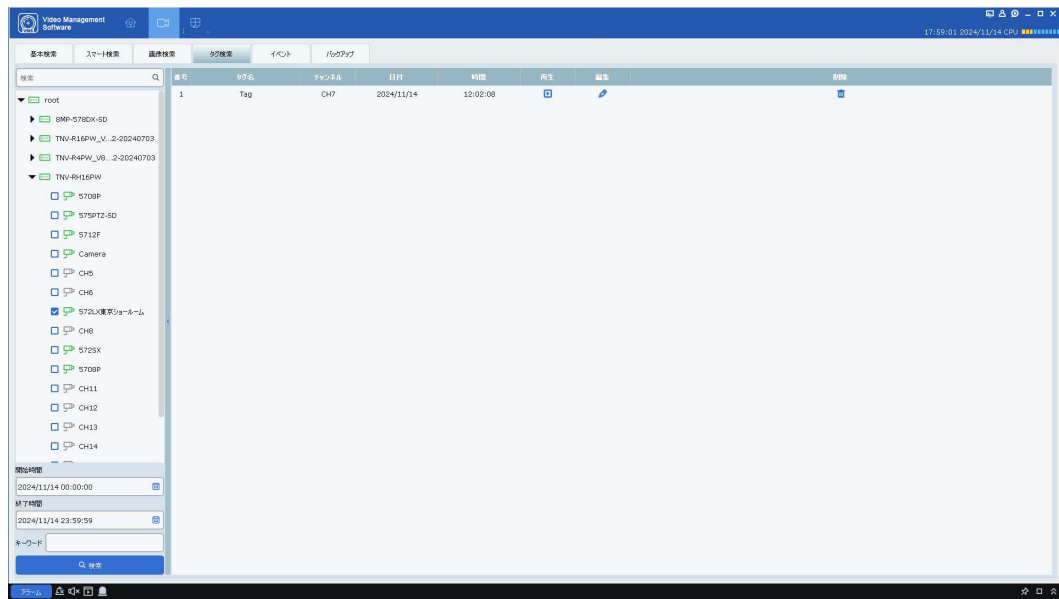 Video Management
Software
1
17:59:01 2024/11/14 CPU
基本検索 スマート検索 画像検索 タグ検索 イベント バックアップ
検索
番号 タグ名 チャンネル 日付 時間 再生 編集 削除
1 Tag CH7 2024/11/14 12:02:08
root
8MP-578DX-SD
TNV-R16PW_V...2-20240703
TNV-R4PW_V8...2-20240703
TNV-RH16PW
5708P
575PTZ-SD
5712F
Camera
CH5
CH6
572LX東京ショールーム
CH8
572SX
5708P
CH11
CH12
CH13
CH14
開始時間
2024/11/14 00:00:00
終了時間
2024/11/14 23:59:59
キーワード
検索
アラーム